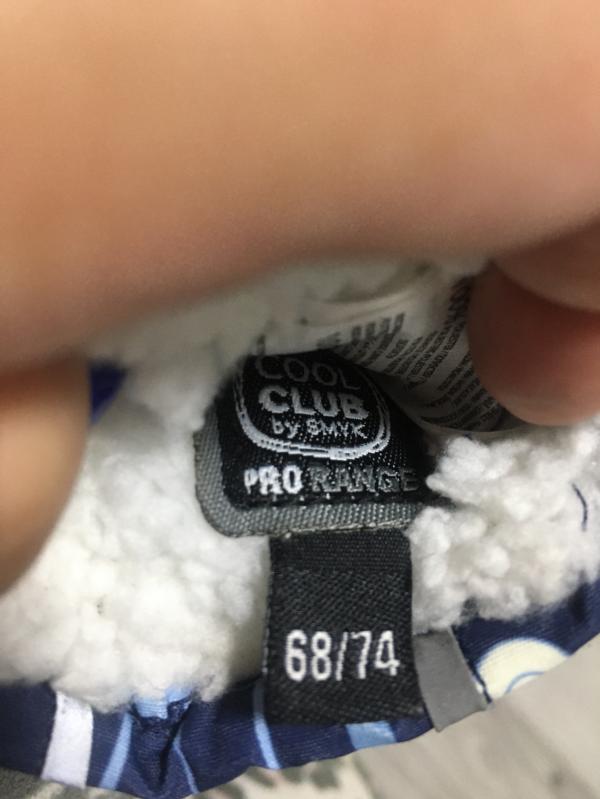 COOL
CLUB
by SMYK
PRO RANGE
68/74